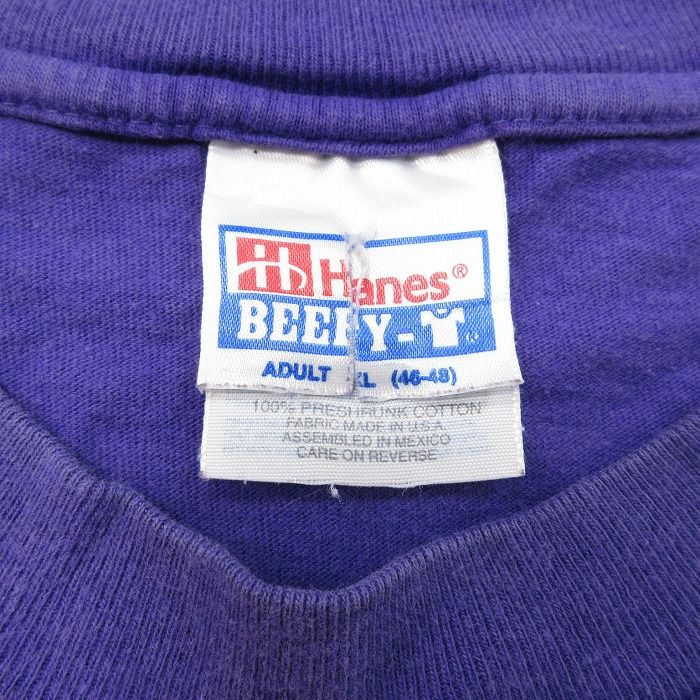 Hanes®
BEEFY-T®
ADULT XL (46-48)
100% PRESHRUNK COTTON
FABRIC MADE IN U.S.A.
ASSEMBLED IN MEXICO
CARE ON REVERSE